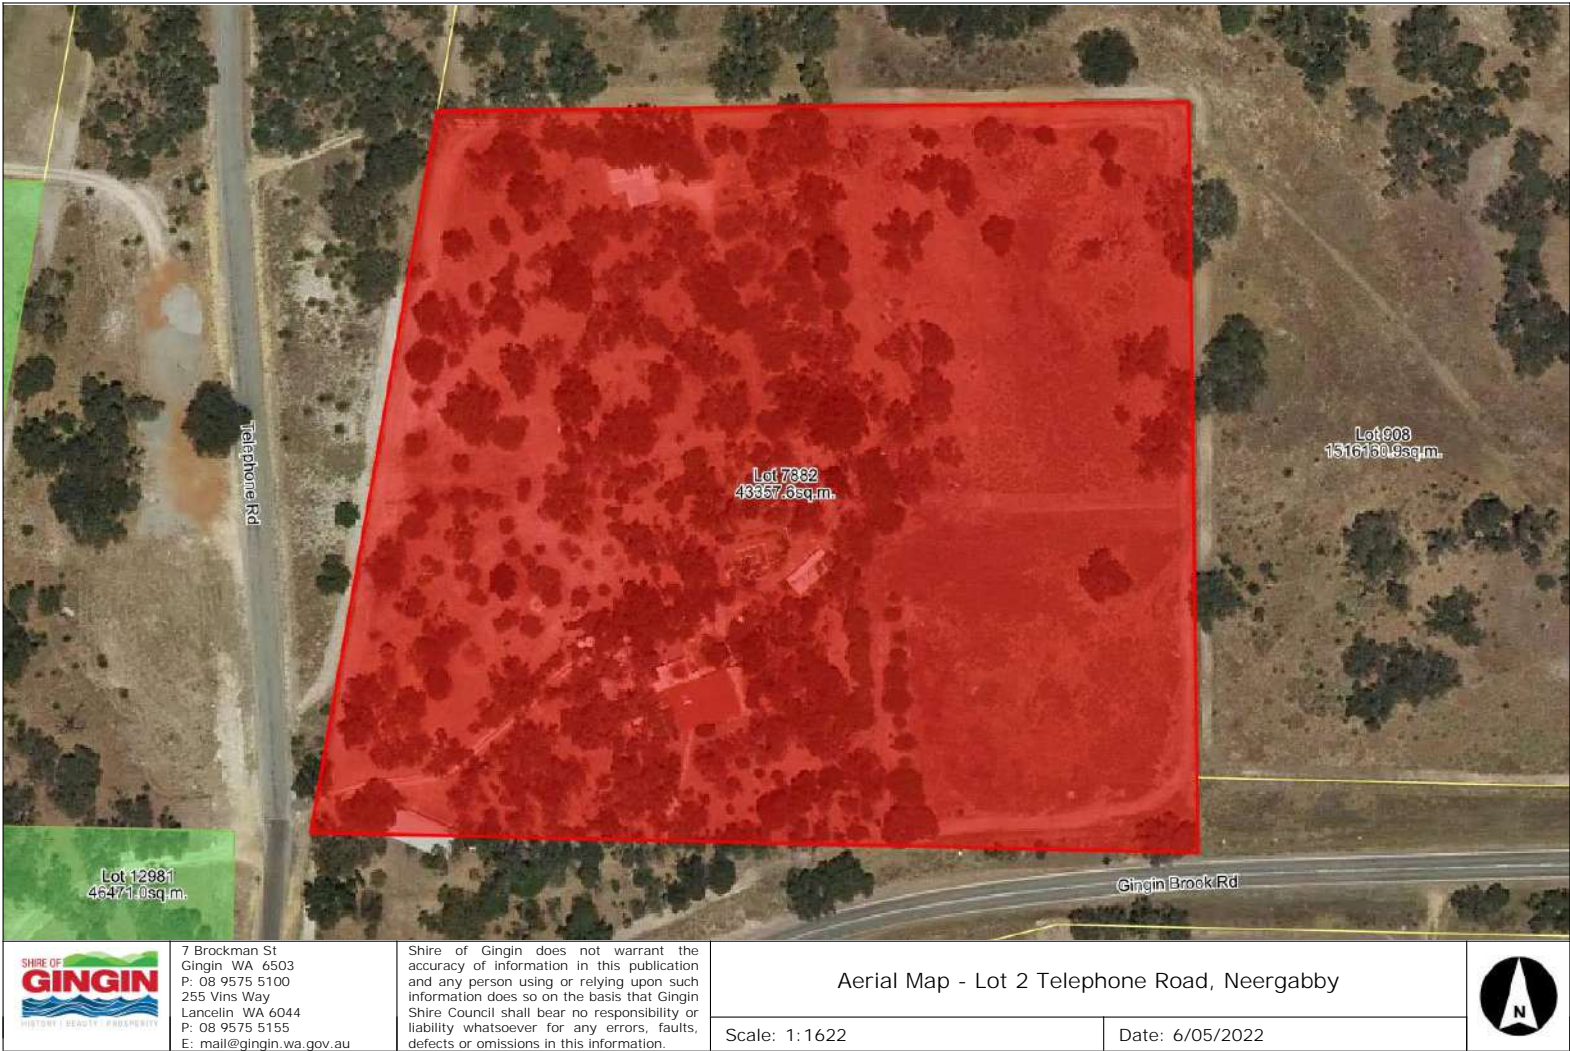 Telephone Rd
Lot 7882
43357.6sq.m.
Lot 908
1516160.9sq.m.
Lot 12981
46471.0sq.m.
Gingin Brook Rd
SHIRE OF
GINGIN
HISTORY | BEAUTY | PROSPERITY
7 Brockman St
Gingin WA 6503
P: 08 9575 5100
255 Vins Way
Lancelin WA 6044
P: 08 9575 5155
E: mail@gingin.wa.gov.au
Shire of Gingin does not warrant the
accuracy of information in this publication
and any person using or relying upon such
information does so on the basis that Gingin
Shire Council shall bear no responsibility or
liability whatsoever for any errors, faults,
defects or omissions in this information.
Aerial Map - Lot 2 Telephone Road, Neergabby
Scale: 1:1622
Date: 6/05/2022
N